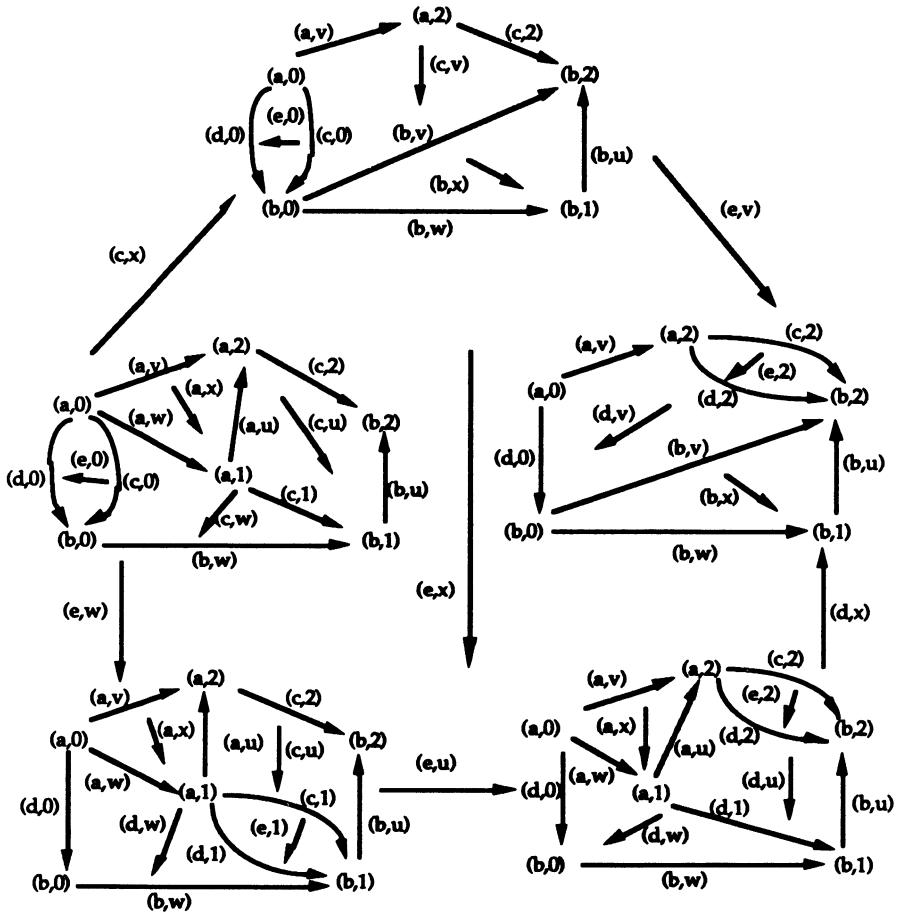 (a,2)
(a,v) (c,2)
(c,v)
(a,0) (b,2)
(e,0)
(d,0) (c,0) (b,v)
(b,u)
(b,x)
(b,0) (b,1)
(b,w)
(e,v)
(c,x)
(a,2)
(a,v) (c,2)
(a,x)
(a,0)
(a,w) (a,u) (c,u) (b,2)
(e,0)
(d,0) (c,0) (a,1)
(c,1) (b,u)
(c,w)
(b,0) (b,1)
(b,w)
(a,2) (c,2)
(a,v)
(e,2)
(a,0) (d,2) (b,2)
(d,v)
(b,v)
(d,0) (b,u)
(b,x)
(b,0) (b,1)
(b,w)
(e,w)
(e,x)
(d,x)
(a,2)
(a,v) (c,2)
(a,x)
(a,0) (a,u) (c,u) (b,2)
(a,w)
(a,1) (c,1)
(d,0)
(d,w) (e,1) (b,u)
(d,1)
(b,0) (b,1)
(b,w)
(e,u)
(a,2) (c,2)
(a,v)
(e,2)
(a,0) (a,x) (b,2)
(a,u) (d,2)
(a,w)
(d,0) (a,1) (d,u)
(d,1) (b,u)
(d,w)
(b,0) (b,1)
(b,w)